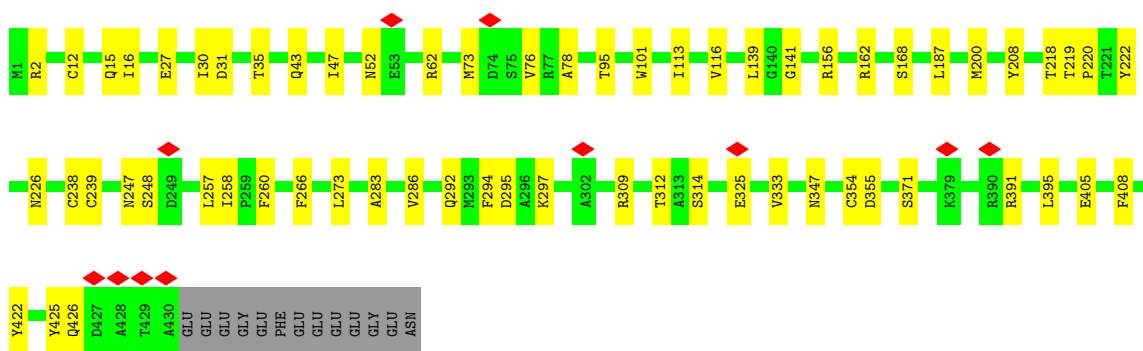 M1 R2 C12 Q15 I16 E27 I30 D31 T35 Q43 I47 N52 E53 R62 M73 D74 S75 V76 R77 A78 T95 W101 I113 V116 L139 G140 G141 R156 R162 S168 L187 M200 Y208 T218 T219 P220 T221 Y222
N226 C238 C239 N247 S248 D249 L257 I258 P259 F260 F266 L273 A283 V286 Q292 M293 F294 D295 A296 K297 A302 R309 T312 A313 S314 E325 V333 N347 C354 D355 S371 K379 R390 R391 L395 E405 F408
Y422 Y425 Q426 D427 A428 T429 A430 GLU GLU GLU GLY GLU PHE GLU GLU GLU GLU GLY GLU ASN